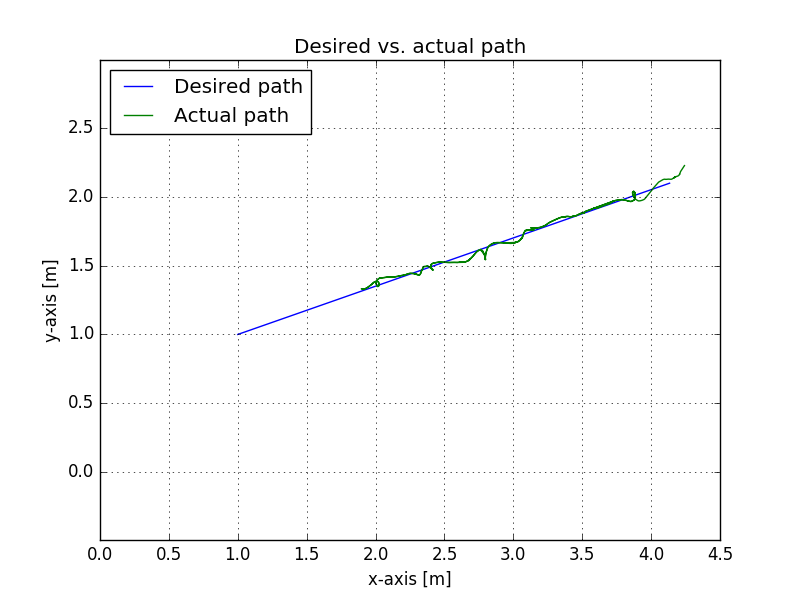 Desired vs. actual path
Desired path
Actual path
2.5
2.0
1.5
1.0
0.5
0.0
y-axis [m]
0.0 0.5 1.0 1.5 2.0 2.5 3.0 3.5 4.0 4.5
x-axis [m]